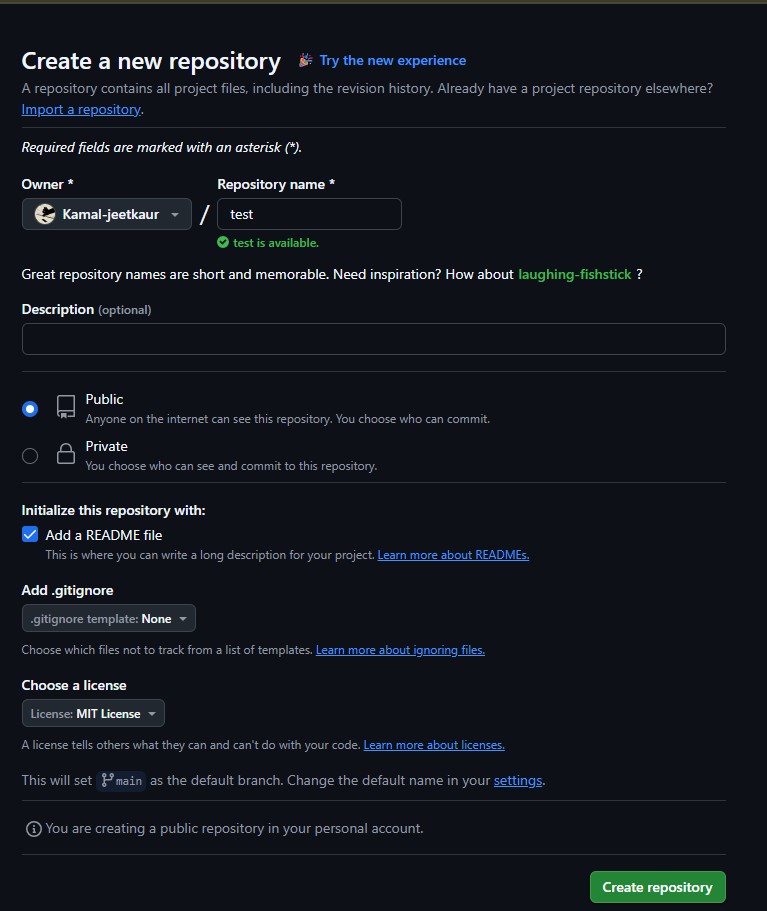 Create a new repository Try the new experience
A repository contains all project files, including the revision history. Already have a project repository elsewhere?
Import a repository.
Required fields are marked with an asterisk (*).
Owner * Repository name *
Kamal-jeetkaur / test
test is available.
Great repository names are short and memorable. Need inspiration? How about laughing-fishstick ?
Description (optional)
Public
Anyone on the internet can see this repository. You choose who can commit.
Private
You choose who can see and commit to this repository.
Initialize this repository with:
Add a README file
This is where you can write a long description for your project. Learn more about READMEs.
Add .gitignore
.gitignore template: None
Choose which files not to track from a list of templates. Learn more about ignoring files.
Choose a license
License: MIT License
A license tells others what they can and can't do with your code. Learn more about licenses.
This will set main as the default branch. Change the default name in your settings.
You are creating a public repository in your personal account.
Create repository